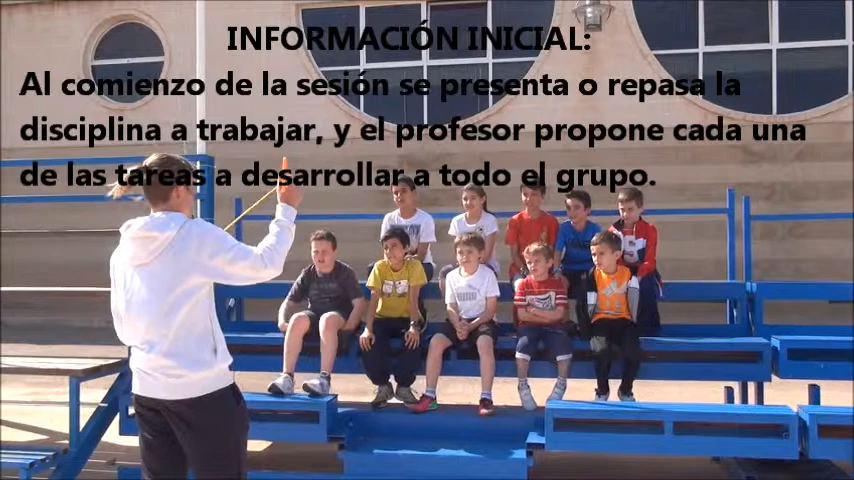 INFORMACIÓN INICIAL:
Al comienzo de la sesión se presenta o repasa la
disciplina a trabajar, y el profesor propone cada una
de las tareas a desarrollar a todo el grupo.